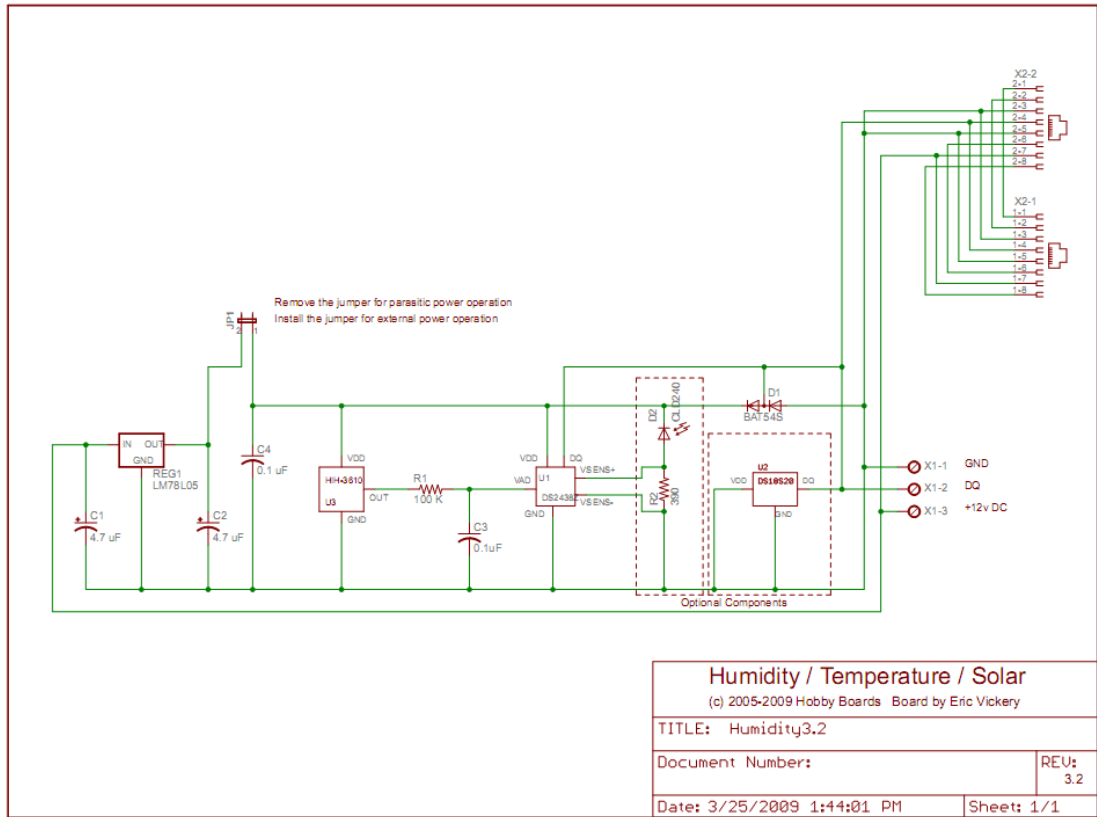 X2-2
2-1
2-2
2-3
2-4
2-5
2-6
2-7
2-8
X2-1
1-1
1-2
1-3
1-4
1-5
1-6
1-7
1-8
Remove the jumper for parasitic power operation
Install the jumper for external power operation
JP1
2 1
D1
BAT54S
D2
CLD240
IN OUT
GND
REG1
LM78L05
C4
0.1 uF
VDD
HIH-3610
U3
OUT
GND
R1
100 K
VDD DQ
VAD
U1
DS2438Z
GND
VSENS+
VSENS-
R2
390
U2
VDD
DS18S20
DQ
GND
X1-1 GND
X1-2 DQ
X1-3 +12v DC
C1
4.7 uF
C2
4.7 uF
C3
0.1uF
Optional Components
Humidity / Temperature / Solar
(c) 2005-2009 Hobby Boards Board by Eric Vickery
TITLE: Humidity3.2
Document Number:
REV:
3.2
Date: 3/25/2009 1:44:01 PM
Sheet: 1/1